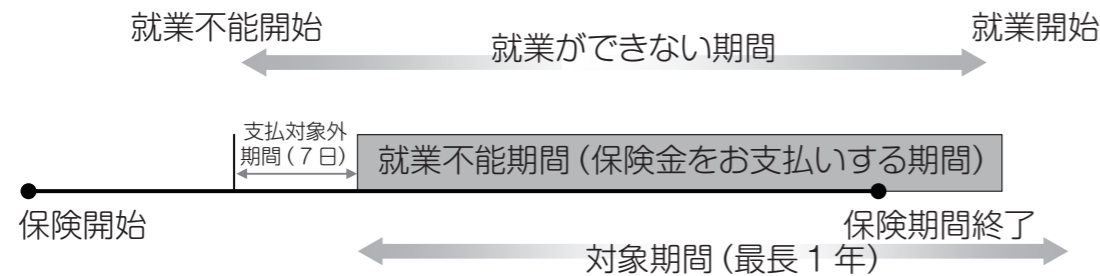 就業不能開始
就業ができない期間
就業開始
支払対象外
期間(7日)
就業不能期間(保険金をお支払いする期間)
保険開始
保険期間終了
対象期間(最長1年)